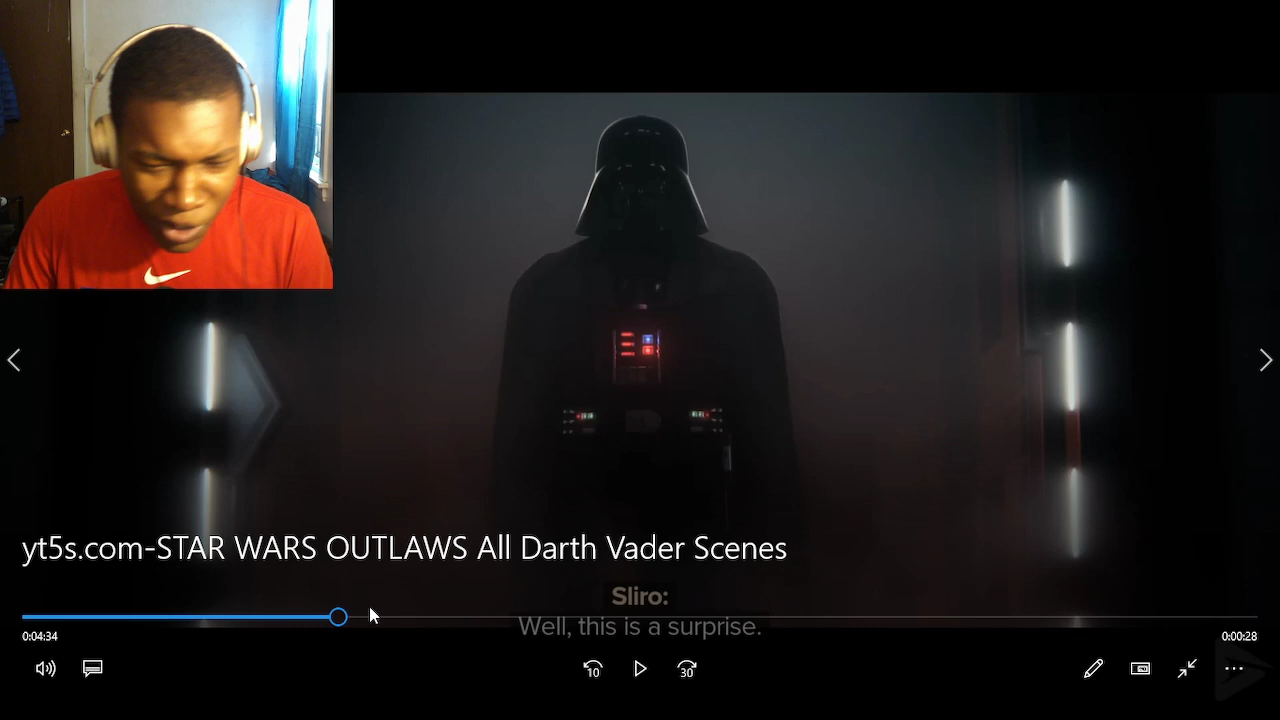 yt5s.com-STAR WARS OUTLAWS All Darth Vader Scenes
Sliro:
Well, this is a surprise.
0:04:34
0:00:28
10
30